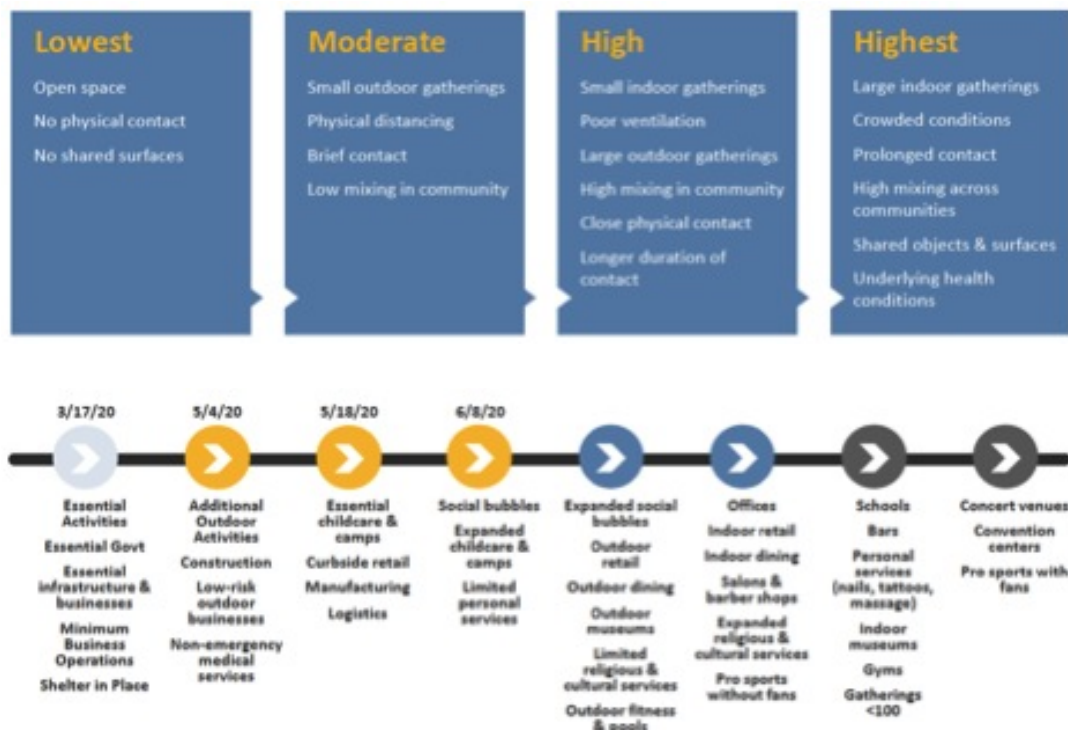 Lowest
Open space
No physical contact
No shared surfaces
Moderate
Small outdoor gatherings
Physical distancing
Brief contact
Low mixing in community
High
Small indoor gatherings
Poor ventilation
Large outdoor gatherings
High mixing in community
Close physical contact
Longer duration of
contact
Highest
Large indoor gatherings
Crowded conditions
Prolonged contact
High mixing across
communities
Shared objects & surfaces
Underlying health
conditions
3/17/20
Essential
Activities
Essential Govt
Essential
infrastructure &
businesses
Minimum
Business
Operations
Shelter in Place
5/4/20
Additional
Outdoor
Activities
Construction
Low-risk
outdoor
businesses
Non-emergency
medical
services
5/18/20
Essential
childcare &
camps
Curbside retail
Manufacturing
Logistics
6/8/20
Social bubbles
Expanded
childcare &
camps
Limited
personal
services
Expanded social
bubbles
Outdoor
retail
Outdoor dining
Outdoor
museums
Limited
religious &
cultural services
Outdoor fitness
& pools
Offices
Indoor retail
Indoor dining
Salons &
barber shops
Expanded
religious &
cultural services
Pro sports
without fans
Schools
Bars
Personal
services
(nails, tattoos,
massage)
Indoor
museums
Gyms
Gatherings
<100
Concert venues
Convention
centers
Pro sports with
fans